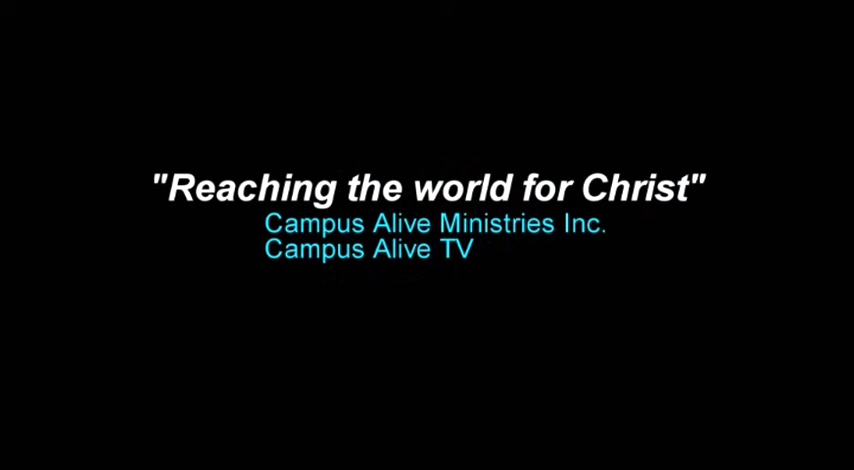 "Reaching the world for Christ"
Campus Alive Ministries Inc.
Campus Alive TV